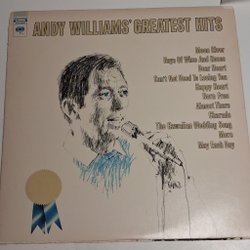 ANDY WILLIAMS' GREATEST HITS
Moon River
Days Of Wine And Roses
Dear Heart
Can't Get Used To Losing You
Happy Heart
Born Free
Almost There
Charade
The Hawaiian Wedding Song
More
May Each Day